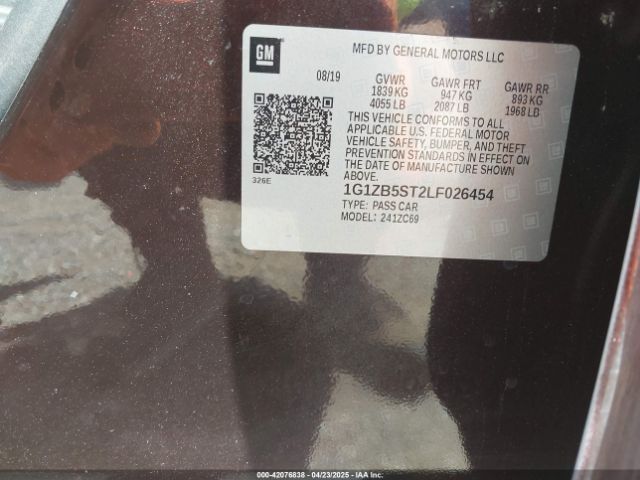 GM
MFD BY GENERAL MOTORS LLC
08/19 GVWR GAWR FRT GAWR RR
1839 KG 947 KG 893 KG
4055 LB 2087 LB 1968 LB
THIS VEHICLE CONFORMS TO ALL
APPLICABLE U.S. FEDERAL MOTOR
VEHICLE SAFETY, BUMPER, AND THEFT
PREVENTION STANDARDS IN EFFECT ON
THE DATE OF MANUFACTURE SHOWN
ABOVE.
326E
1G1ZB5ST2LF026454
TYPE: PASS CAR
MODEL: 241ZC69
000-42076838 - 04/23/2025 - IAAI.COM